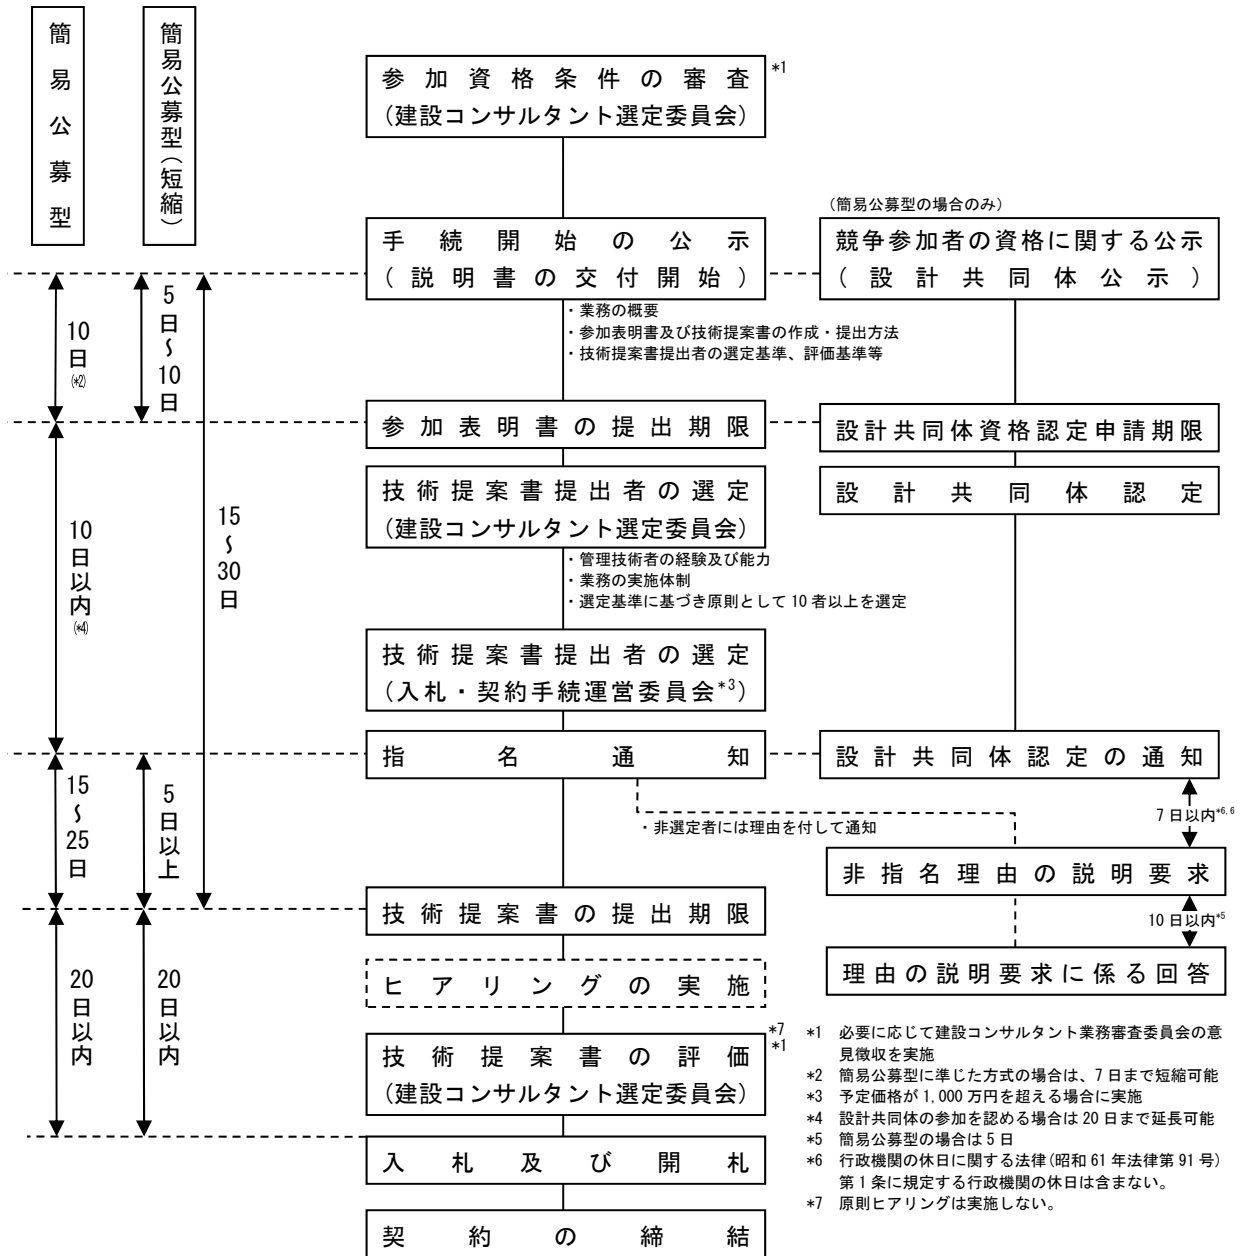 簡易公募型
簡易公募型(短縮)
参加資格条件の審査 *1
(建設コンサルタント選定委員会)
(簡易公募型の場合のみ)
手続開始の公示
(説明書の交付開始)
競争参加者の資格に関する公示
(設計共同体公示)
・業務の概要
・参加表明書及び技術提案書の作成・提出方法
・技術提案書提出者の選定基準、評価基準等
10日(*2)
5日~10日
参加表明書の提出期限
設計共同体資格認定申請期限
技術提案書提出者の選定
(建設コンサルタント選定委員会)
設計共同体認定
・管理技術者の経験及び能力
・業務の実施体制
・選定基準に基づき原則として10者以上を選定
10日以内(*4)
15~30日
技術提案書提出者の選定
(入札・契約手続運営委員会*3)
指名通知
設計共同体認定の通知
15~25日
5日以上
・非選定者には理由を付して通知
7日以内*6,6
非指名理由の説明要求
10日以内*5
理由の説明要求に係る回答
技術提案書の提出期限
20日以内
20日以内
ヒアリングの実施
技術提案書の評価 *7 *1
(建設コンサルタント選定委員会)
入札及び開札
契約の締結
*1 必要に応じて建設コンサルタント業務審査委員会の意
見徴収を実施
*2 簡易公募型に準じた方式の場合は、7日まで短縮可能
*3 予定価格が1,000万円を超える場合に実施
*4 設計共同体の参加を認める場合は20日まで延長可能
*5 簡易公募型の場合は5日
*6 行政機関の休日に関する法律(昭和61年法律第91号)
第1条に規定する行政機関の休日は含まない。
*7 原則ヒアリングは実施しない。